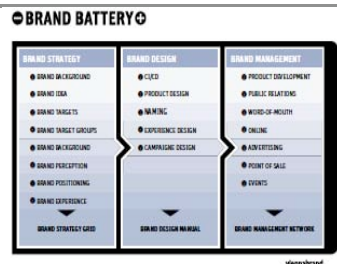 BRAND BATTERY
BRAND STRATEGY
BRAND BACKGROUND
BRAND IDEA
BRAND TARGETS
BRAND TARGET GROUPS
BRAND BACKGROUND
BRAND PERCEPTION
BRAND POSITIONING
BRAND EXPERIENCE
BRAND STRATEGY GRID
BRAND DESIGN
CI/CD
PRODUCT DESIGN
NAMING
EXPERIENCE DESIGN
CAMPAIGNE DESIGN
BRAND DESIGN MANUAL
BRAND MANAGEMENT
PRODUCT DEVELOPMENT
PUBLIC RELATIONS
WORD-OF-MOUTH
ONLINE
ADVERTISING
POINT OF SALE
EVENTS
BRAND MANAGEMENT NETWORK
viennabrand